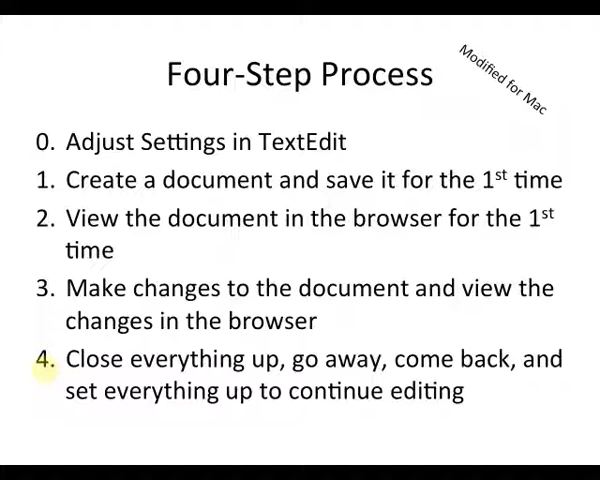 Four-Step Process
Modified for Mac
0. Adjust Settings in TextEdit
1. Create a document and save it for the 1st time
2. View the document in the browser for the 1st
time
3. Make changes to the document and view the
changes in the browser
4. Close everything up, go away, come back, and
set everything up to continue editing